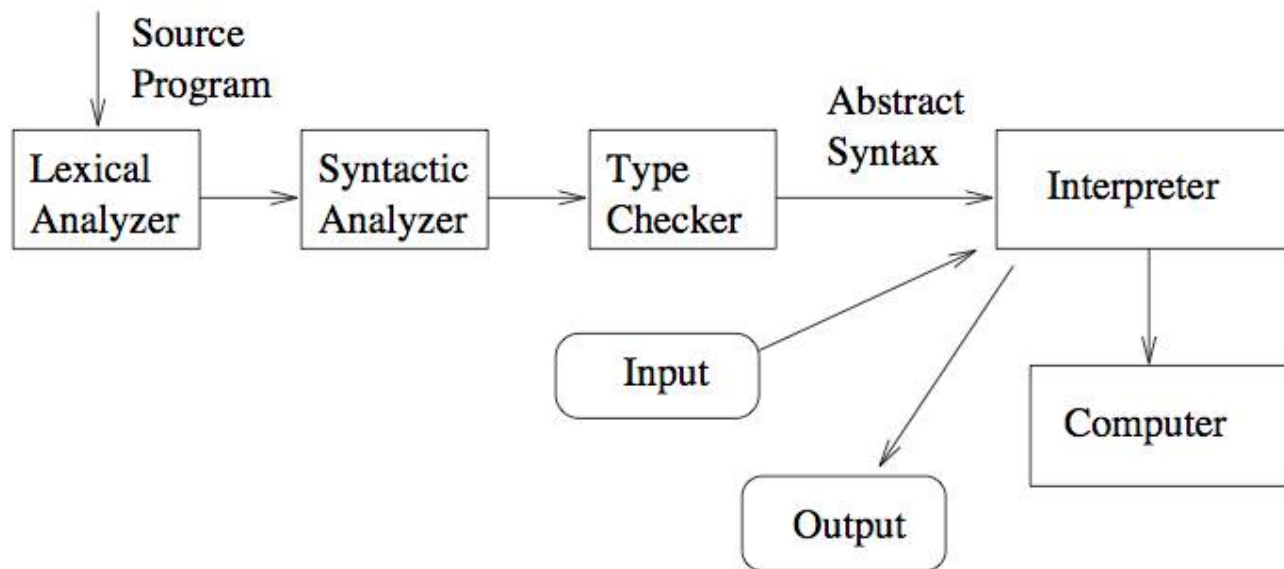 Source
Program
Lexical
Analyzer
Syntactic
Analyzer
Type
Checker
Abstract
Syntax
Interpreter
Input
Computer
Output